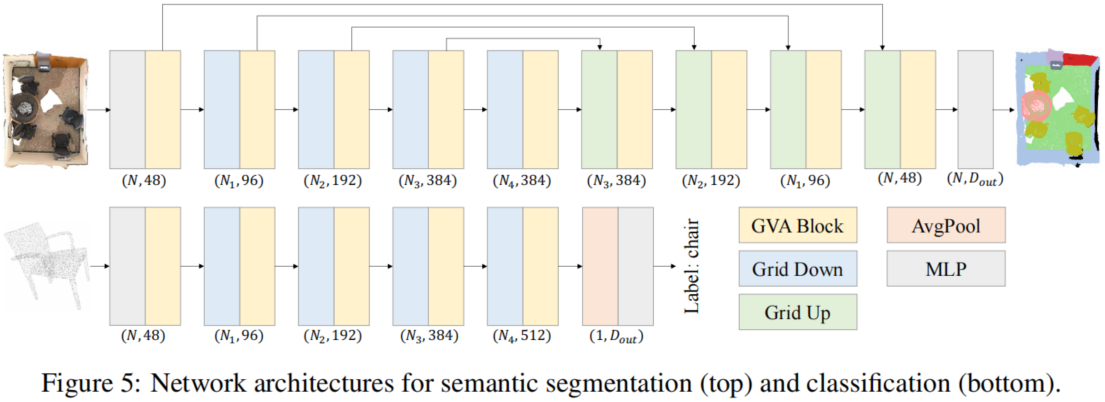 (N, 48) (N₁, 96) (N₂, 192) (N₃, 384) (N₄, 384) (N₃, 384) (N₂, 192) (N₁, 96) (N, 48) (N, D_out)
(N, 48) (N₁, 96) (N₂, 192) (N₃, 384) (N₄, 512) (1, D_out)
Label: chair
GVA Block
Grid Down
Grid Up
AvgPool
MLP
Figure 5: Network architectures for semantic segmentation (top) and classification (bottom).